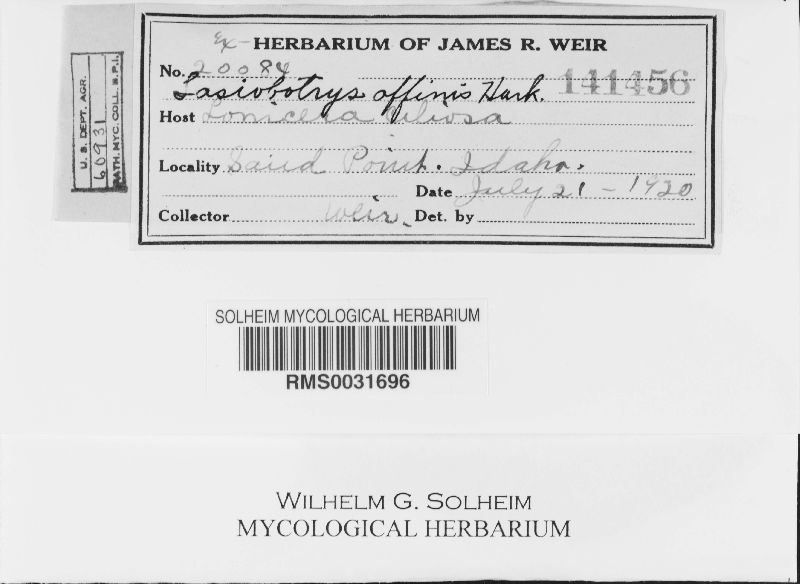 Ex- HERBARIUM OF JAMES R. WEIR
No. 20084
141456
Lasiobotrys affinis Hark.
Host Lonicera ciliosa
Locality Sand Point. Idaho.
Date July 21 - 1920
Collector Weir. Det. by
U. S. DEPT. AGR.
60931
PATH. MYC. COLL. B.P.I.
SOLHEIM MYCOLOGICAL HERBARIUM
RMS0031696
WILHELM G. SOLHEIM
MYCOLOGICAL HERBARIUM